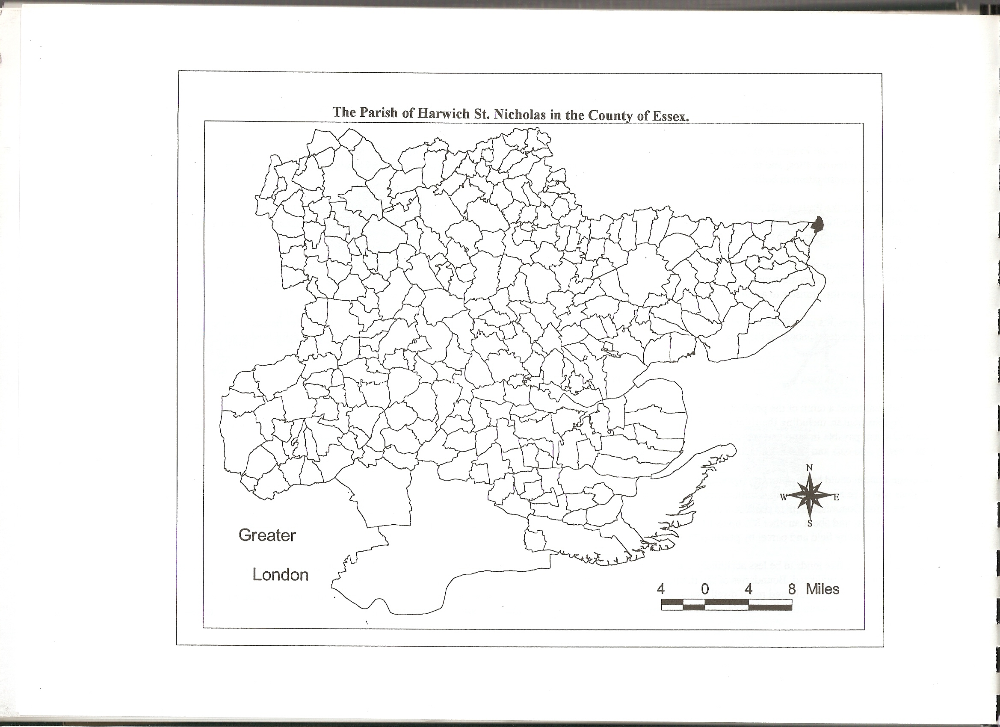 The Parish of Harwich St. Nicholas in the County of Essex.
N
W E
S
Greater
London
4 0 4 8 Miles